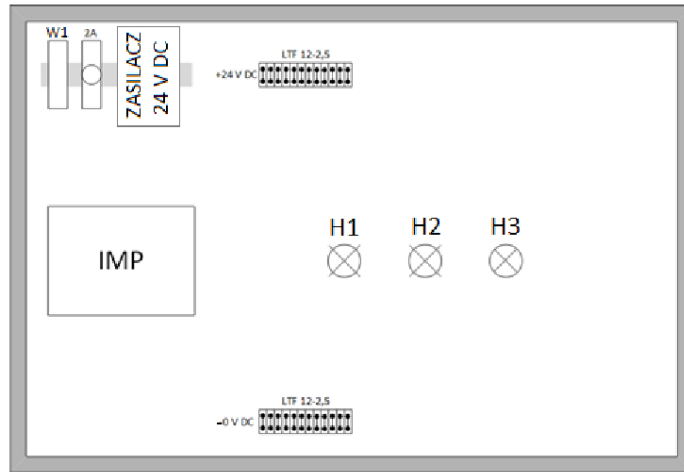 W1
2A
ZASILACZ
24 V DC
LTF 12-2,5
+24 V DC
IMP
H1
H2
H3
LTF 12-2,5
–0 V DC